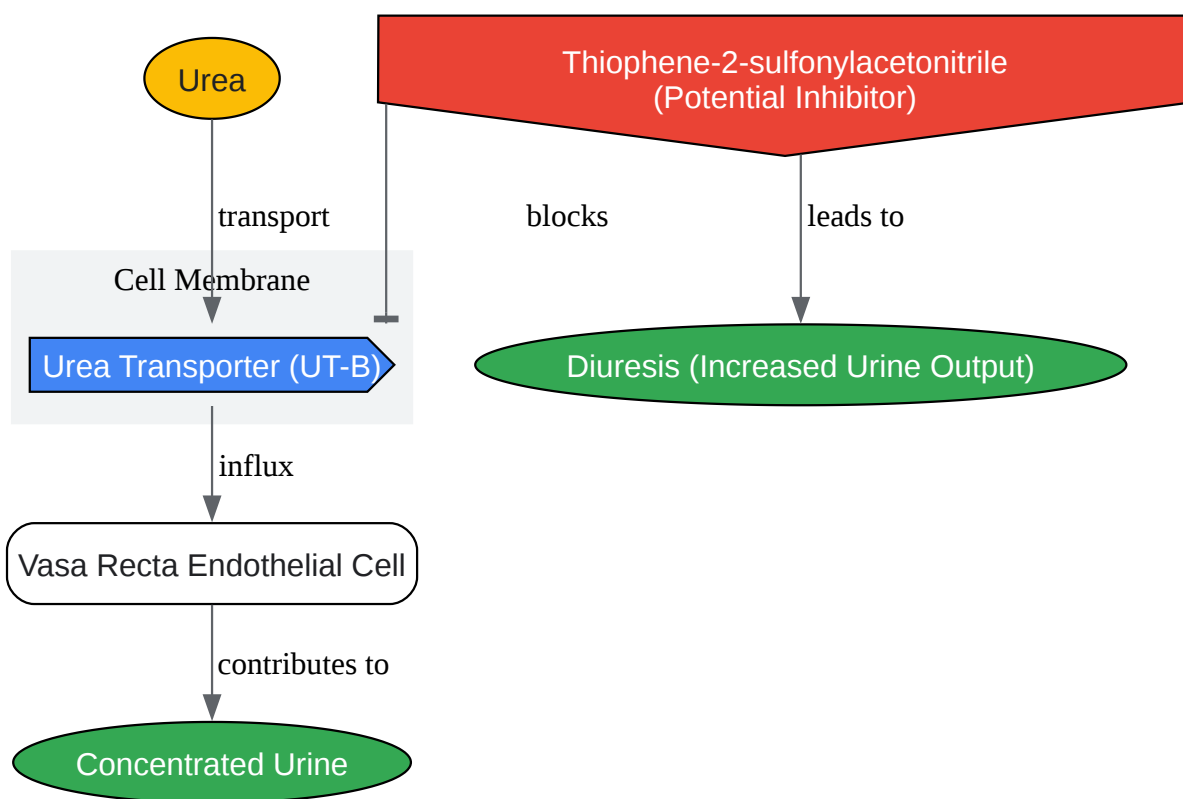 Urea
Thiophene-2-sulfonylacetonitrile
(Potential Inhibitor)
transport
blocks
leads to
Cell Membrane
Urea Transporter (UT-B)
Diuresis (Increased Urine Output)
influx
Vasa Recta Endothelial Cell
contributes to
Concentrated Urine